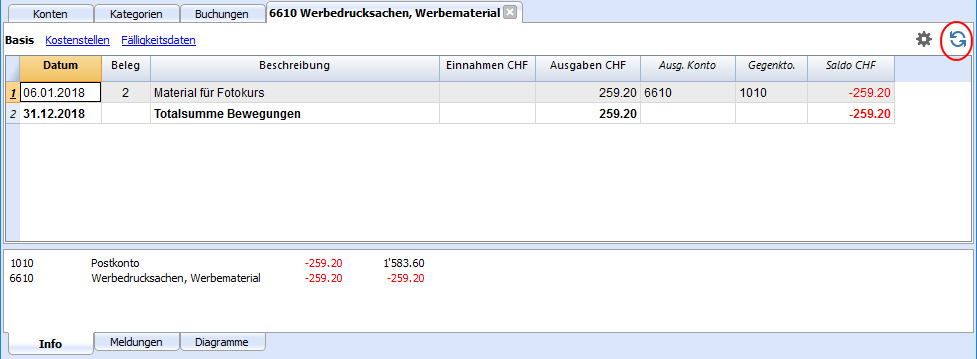 Konten Kategorien Buchungen 6610 Werbedrucksachen, Werbematerial
Basis Kostenstellen Fälligkeitsdaten
Datum Beleg Beschreibung Einnahmen CHF Ausgaben CHF Ausg. Konto Gegenkto. Saldo CHF
1 06.01.2018 2 Material für Fotokurs 259.20 6610 1010 -259.20
2 31.12.2018 Totalsumme Bewegungen 259.20 -259.20
1010 Postkonto -259.20 1'583.60
6610 Werbedrucksachen, Werbematerial -259.20 -259.20
Info Meldungen Diagramme